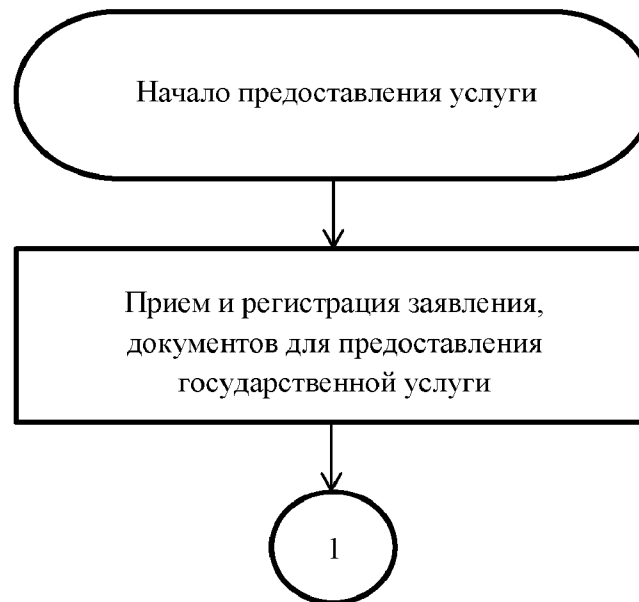 Начало предоставления услуги
Прием и регистрация заявления,
документов для предоставления
государственной услуги
1